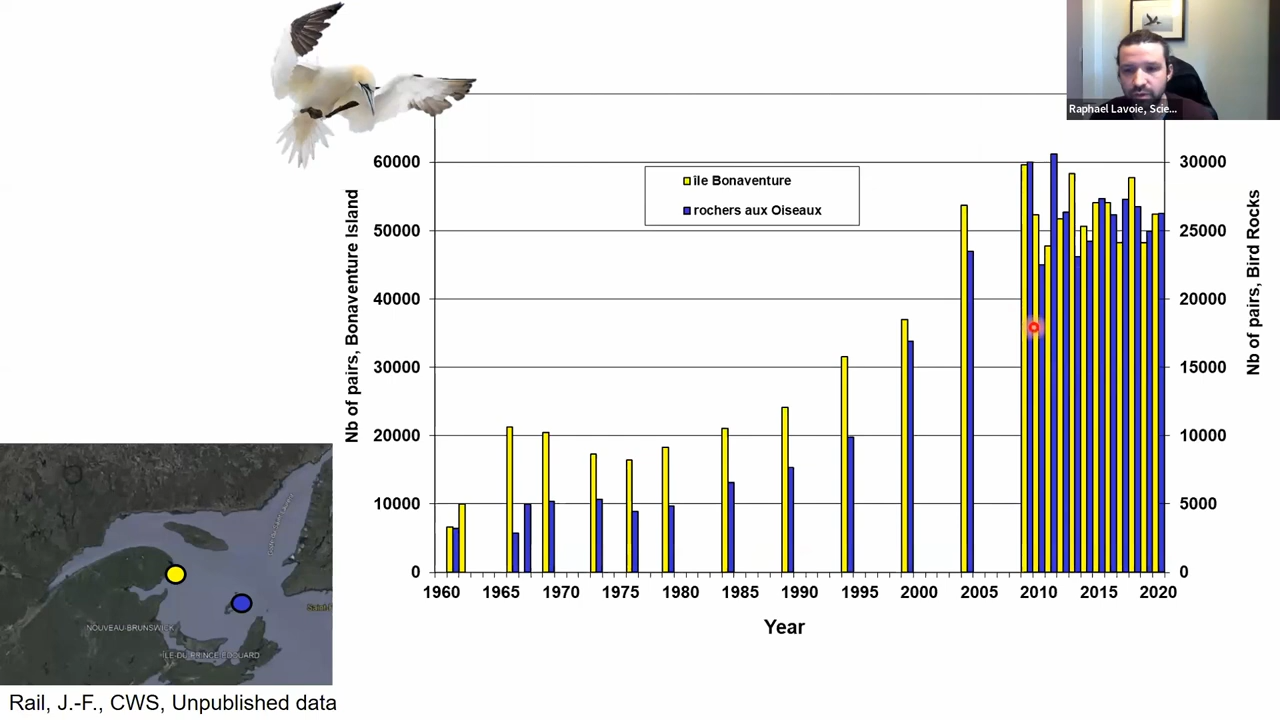 Raphael Lavoie, Scie...
60000
50000
40000
30000
20000
10000
0
Nb of pairs, Bonaventure Island
île Bonaventure
rochers aux Oiseaux
30000
25000
20000
15000
10000
5000
0
Nb of pairs, Bird Rocks
1960 1965 1970 1975 1980 1985 1990 1995 2000 2005 2010 2015 2020
Year
NOUVEAU-BRUNSWICK
ÎLE-DU-PRINCE-ÉDOUARD
Rail, J.-F., CWS, Unpublished data